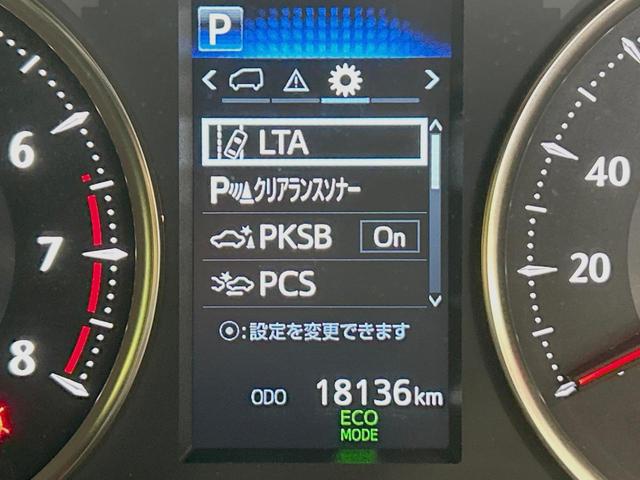 P
LTA
P クリアランスソナー
PKSB On
PCS
⦿:設定を変更できます
ODO 18136km
ECO
MODE
6
7
8
40
20